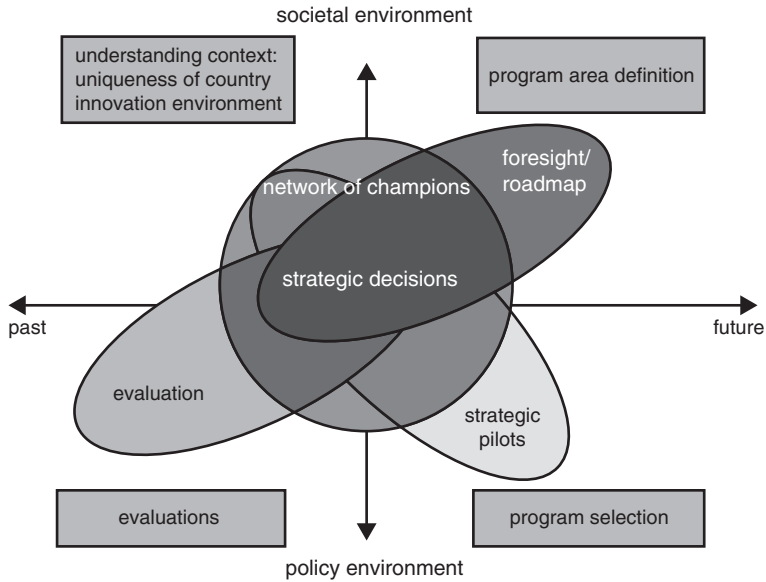 societal environment
understanding context:
uniqueness of country
innovation environment
program area definition
foresight/
roadmap
network of champions
strategic decisions
past
future
evaluation
strategic
pilots
evaluations
program selection
policy environment